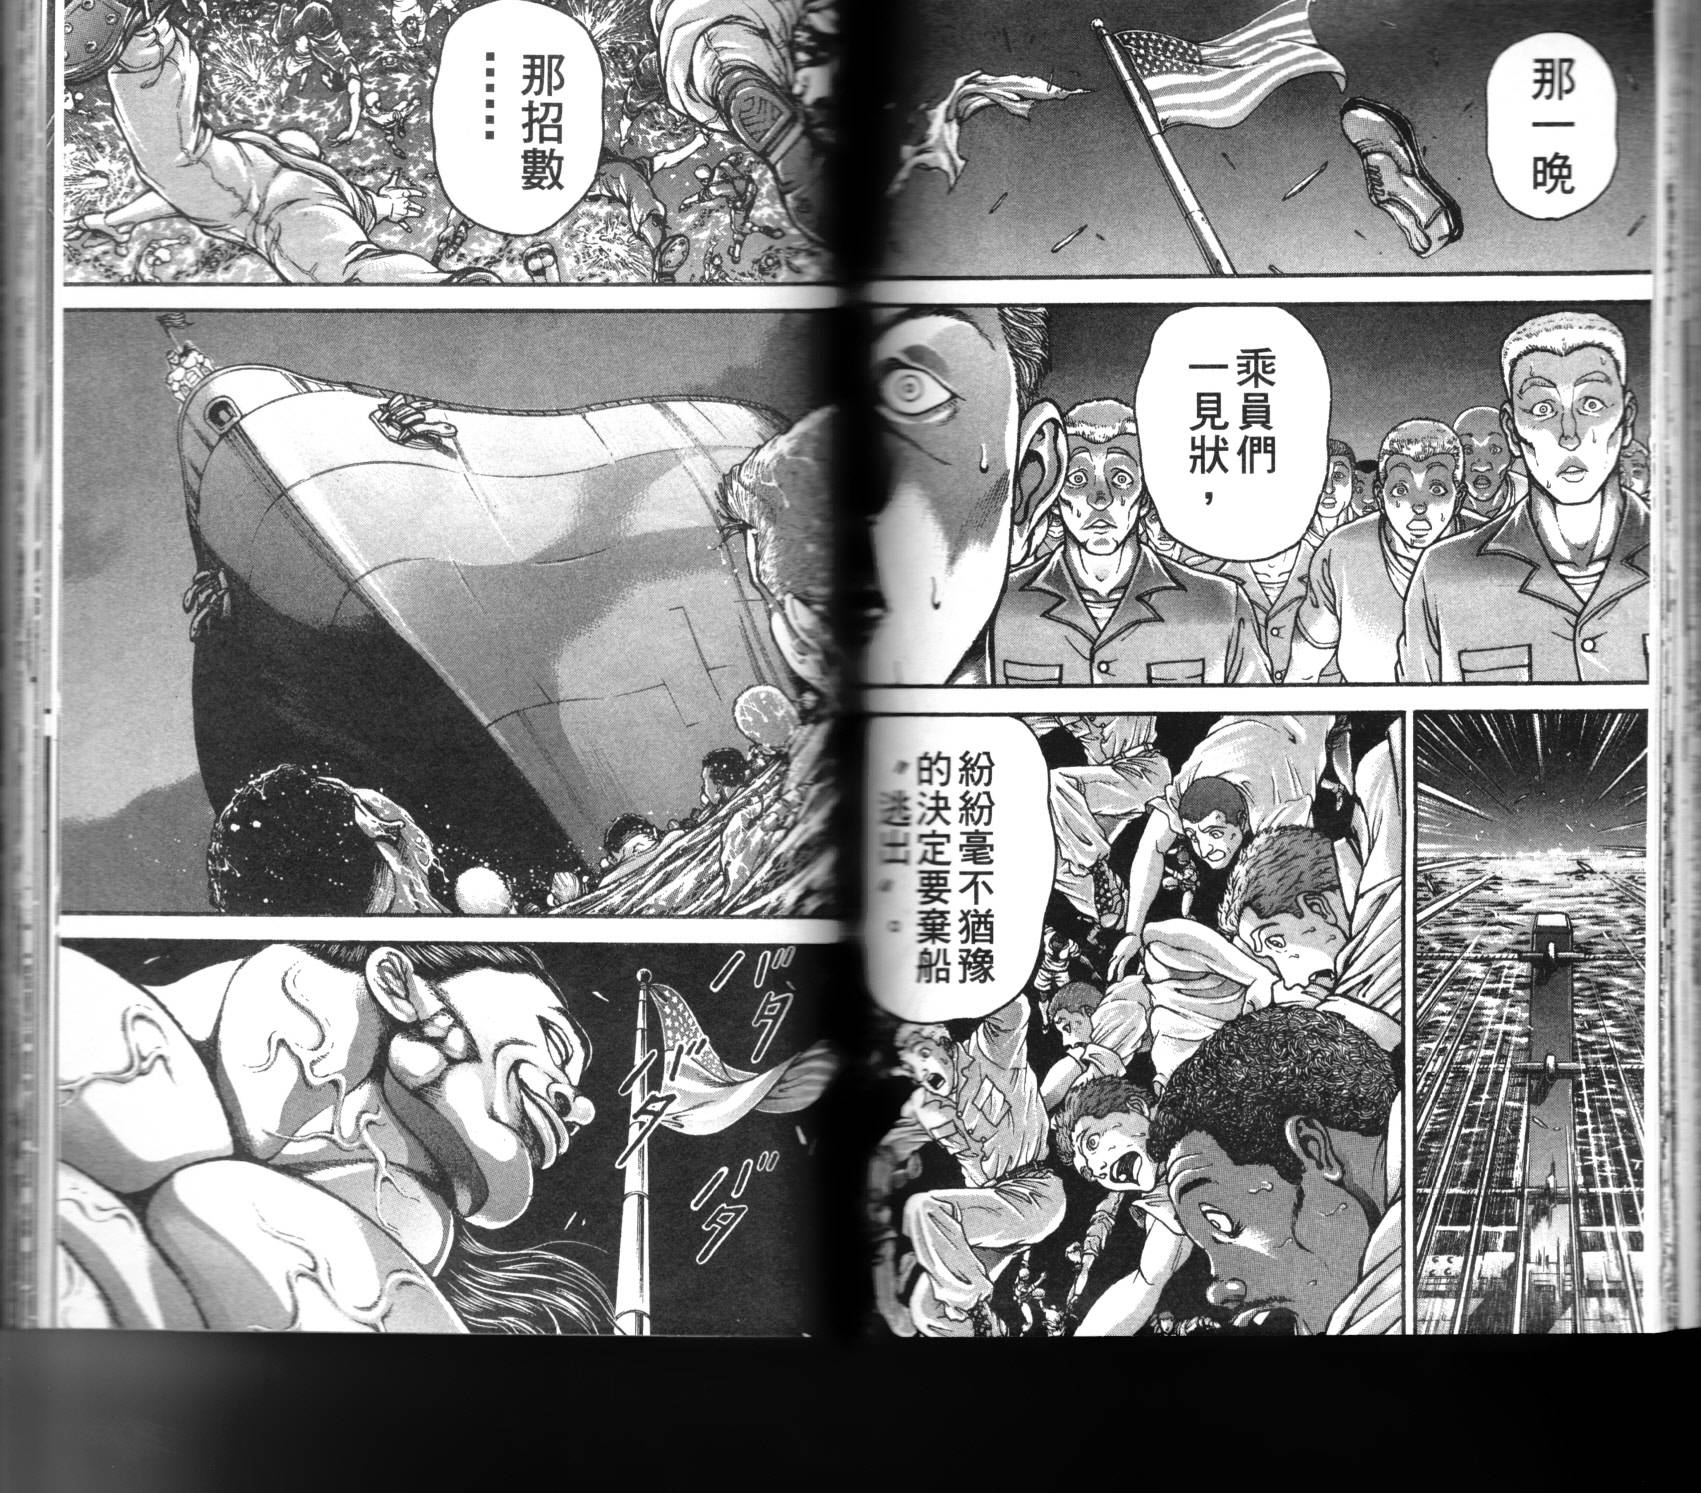 那一晚
乘員們
一見狀，
紛紛毫不猶豫
的決定要棄船
〝逃出〞。
那招數
⋯⋯
バタ
バタ
バタ